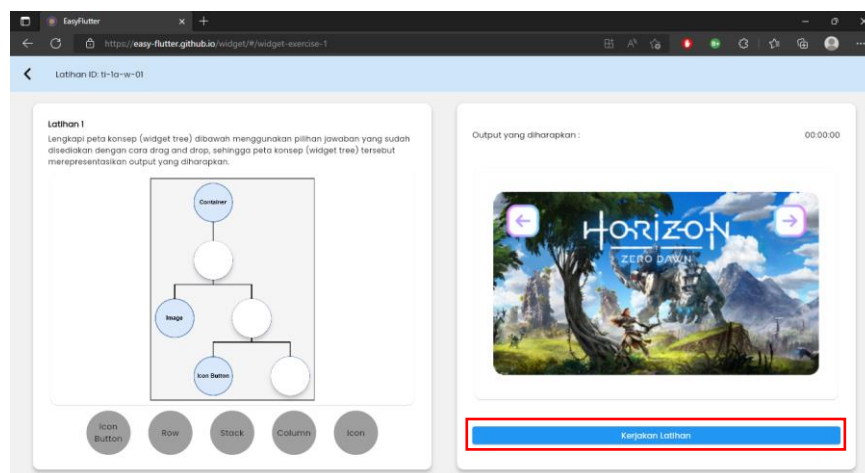 EasyFlutter
https://easy-flutter.github.io/widget/#/widget-exercise-1
Latihan ID: ti-1a-w-01
Latihan 1
Lengkapi peta konsep (widget tree) dibawah menggunakan pilihan jawaban yang sudah
disediakan dengan cara drag and drop, sehingga peta konsep (widget tree) tersebut
merepresentasikan output yang diharapkan.
Container
Image
Icon Button
Icon
Button
Row
Stack
Column
Icon
Output yang diharapkan :
00:00:00
HORIZON
ZERO DAWN
Kerjakan Latihan